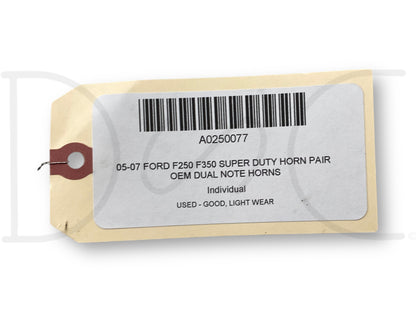 A0250077
05-07 FORD F250 F350 SUPER DUTY HORN PAIR
OEM DUAL NOTE HORNS
Individual
USED - GOOD, LIGHT WEAR